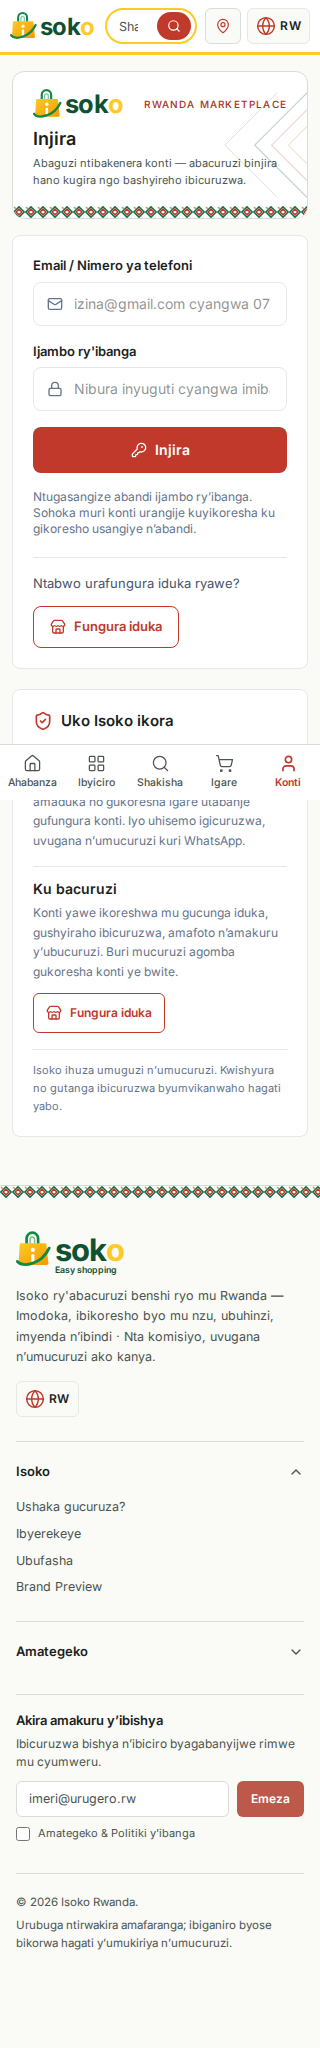 isoko
Sha
RW
isoko
RWANDA MARKETPLACE
Injira
Abaguzi ntibakenera konti — abacuruzi binjira
hano kugira ngo bashyireho ibicuruzwa.
Email / Nimero ya telefoni
izina@gmail.com cyangwa 07
Ijambo ry'ibanga
Nibura inyuguti cyangwa imiba
Injira
Ntugasangize abandi ijambo ry’ibanga.
Sohoka muri konti urangije kuyikoresha ku
gikoresho usangiye n’abandi.
Ntabwo urafungura iduka ryawe?
Fungura iduka
Uko Isoko ikora
Ahabanza
Ibyiciro
Shakisha
Igare
Konti
amaduka no gukoresha igare utabanje
gufungura konti. Iyo uhisemo igicuruzwa,
uvugana n’umucuruzi kuri WhatsApp.
Ku bacuruzi
Konti yawe ikoreshwa mu gucunga iduka,
gushyiraho ibicuruzwa, amafoto n’amakuru
y’ubucuruzi. Buri mucuruzi agomba
gukoresha konti ye bwite.
Fungura iduka
Isoko ihuza umuguzi n’umucuruzi. Kwishyura
no gutanga ibicuruzwa byumvikanwaho hagati
yabo.
isoko
Easy shopping
Isoko ry'abacuruzi benshi ryo mu Rwanda —
Imodoka, ibikoresho byo mu nzu, ubuhinzi,
imyenda n’ibindi · Nta komisiyo, uvugana
n’umucuruzi ako kanya.
RW
Isoko
Ushaka gucuruza?
Ibyerekeye
Ubufasha
Brand Preview
Amategeko
Akira amakuru y’ibishya
Ibicuruzwa bishya n’ibiciro byagabanyijwe rimwe
mu cyumweru.
imeri@urugero.rw
Emeza
Amategeko & Politiki y'ibanga
© 2026 Isoko Rwanda.
Urubuga ntirwakira amafaranga; ibiganiro byose
bikorwa hagati y’umukiriya n’umucuruzi.